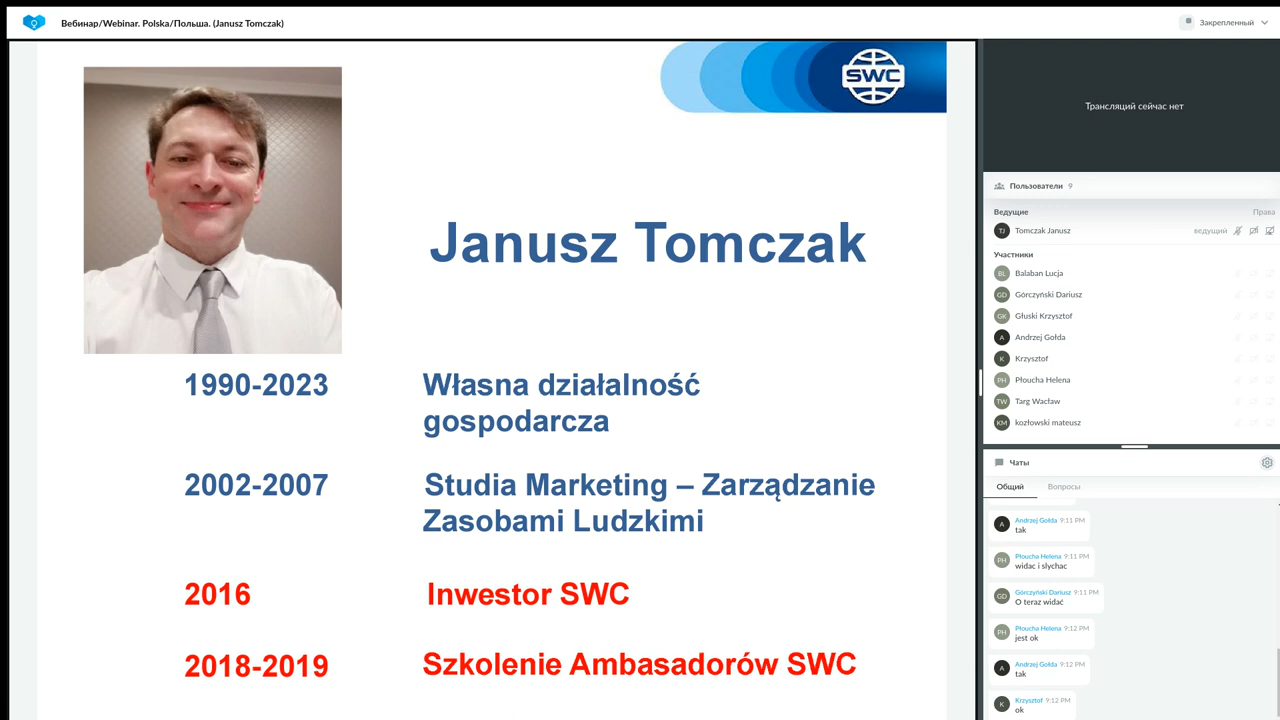 Вебинар/Webinar. Polska/Польша. (Janusz Tomczak)
Закрепленный
SWC
Janusz Tomczak
1990-2023 Własna działalność
gospodarcza
2002-2007 Studia Marketing – Zarządzanie
Zasobami Ludzkimi
2016 Inwestor SWC
2018-2019 Szkolenie Ambasadorów SWC
Трансляций сейчас нет
Пользователи 9
Ведущие Права
TJ Tomczak Janusz ведущий
Участники
BL Balaban Lucja
GD Górczyński Dariusz
GK Głuski Krzysztof
A Andrzej Gołda
K Krzysztof
PH Płoucha Helena
TW Targ Wacław
KM kozłowski mateusz
Чаты
Общий Вопросы
A Andrzej Gołda 9:11 PM
tak
PH Płoucha Helena 9:11 PM
widac i slychac
GD Górczyński Dariusz 9:11 PM
O teraz widać
PH Płoucha Helena 9:12 PM
jest ok
A Andrzej Gołda 9:12 PM
tak
K Krzysztof 9:12 PM
ok